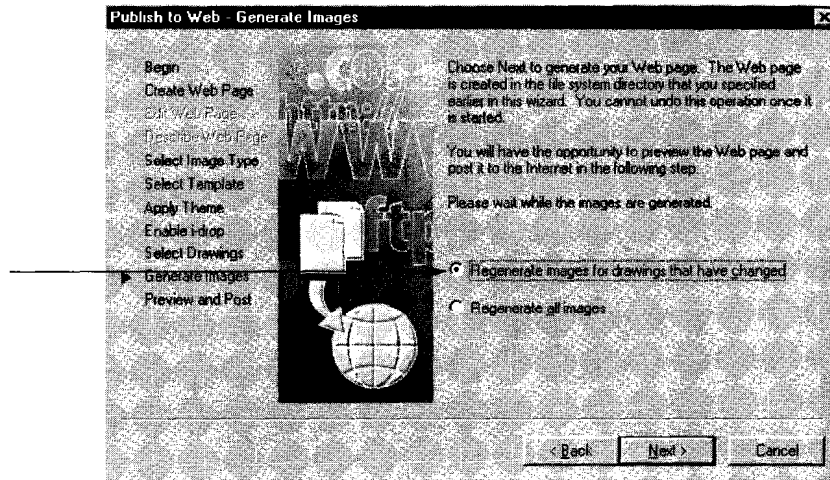 Publish to Web - Generate Images
Begin
Create Web Page
Edit Web Page
Describe Web Page
Select Image Type
Select Template
Apply Theme
Enable i-drop
Select Drawings
Generate Images
Preview and Post
http://
WWW
ftp
Choose Next to generate your Web page. The Web page
is created in the file system directory that you specified
earlier in this wizard. You cannot undo this operation once it
is started.
You will have the opportunity to preview the Web page and
post it to the Internet in the following step.
Please wait while the images are generated.
Regenerate images for drawings that have changed
Regenerate all images
< Back
Next >
Cancel